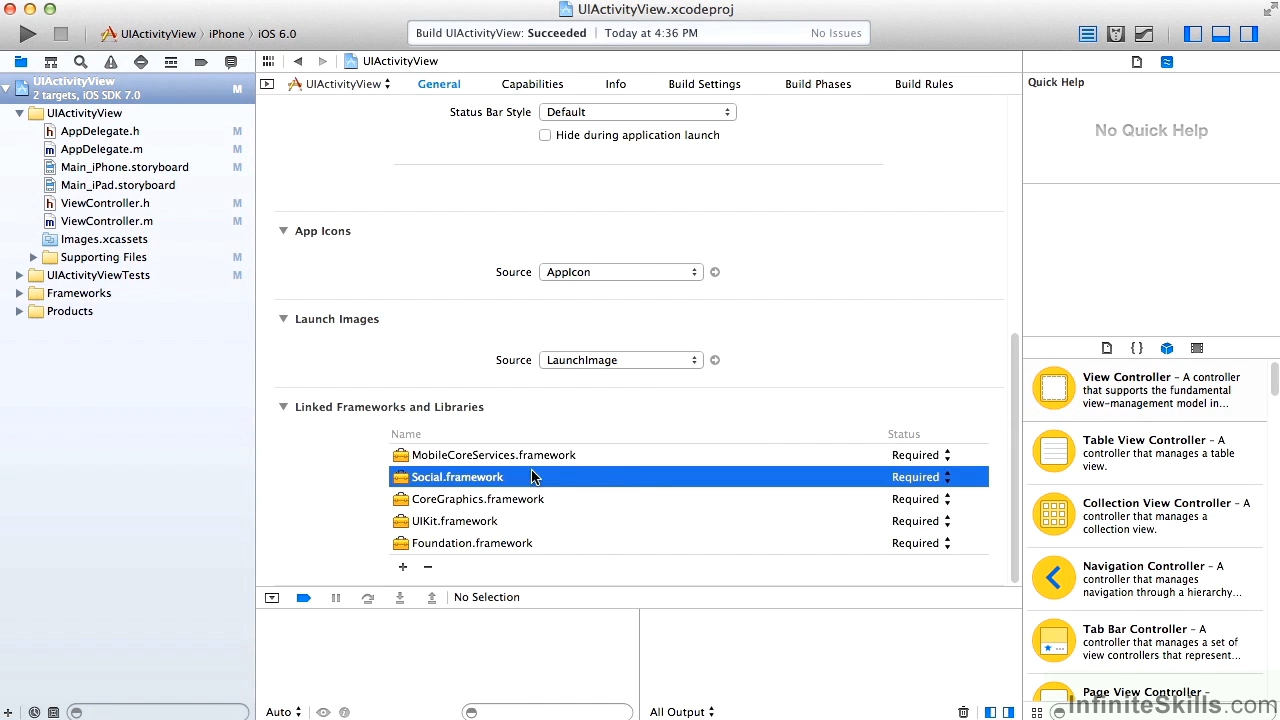 UIActivityView.xcodeproj
UIActivityView iPhone iOS 6.0
Build UIActivityView: Succeeded Today at 4:36 PM No Issues
UIActivityView
2 targets, iOS SDK 7.0
M
UIActivityView
General
Capabilities
Info
Build Settings
Build Phases
Build Rules
UIActivityView
UIActivityView
AppDelegate.h M
AppDelegate.m M
Main_iPhone.storyboard M
Main_iPad.storyboard
ViewController.h M
ViewController.m M
Images.xcassets
Supporting Files M
UIActivityViewTests M
Frameworks
Products
Status Bar Style Default
Hide during application launch
App Icons
Source AppIcon
Launch Images
Source LaunchImage
Linked Frameworks and Libraries
Name Status
MobileCoreServices.framework Required
Social.framework Required
CoreGraphics.framework Required
UIKit.framework Required
Foundation.framework Required
+ −
No Selection
Auto
All Output
Quick Help
No Quick Help
{ }
View Controller – A controller
that supports the fundamental
view-management model in...
Table View Controller – A
controller that manages a table
view.
Collection View Controller – A
controller that manages a
collection view.
Navigation Controller – A
controller that manages
navigation through a hierarchy...
Tab Bar Controller – A
controller that manages a set of
view controllers that represent...
Page View Controller –
InfiniteSkills.com